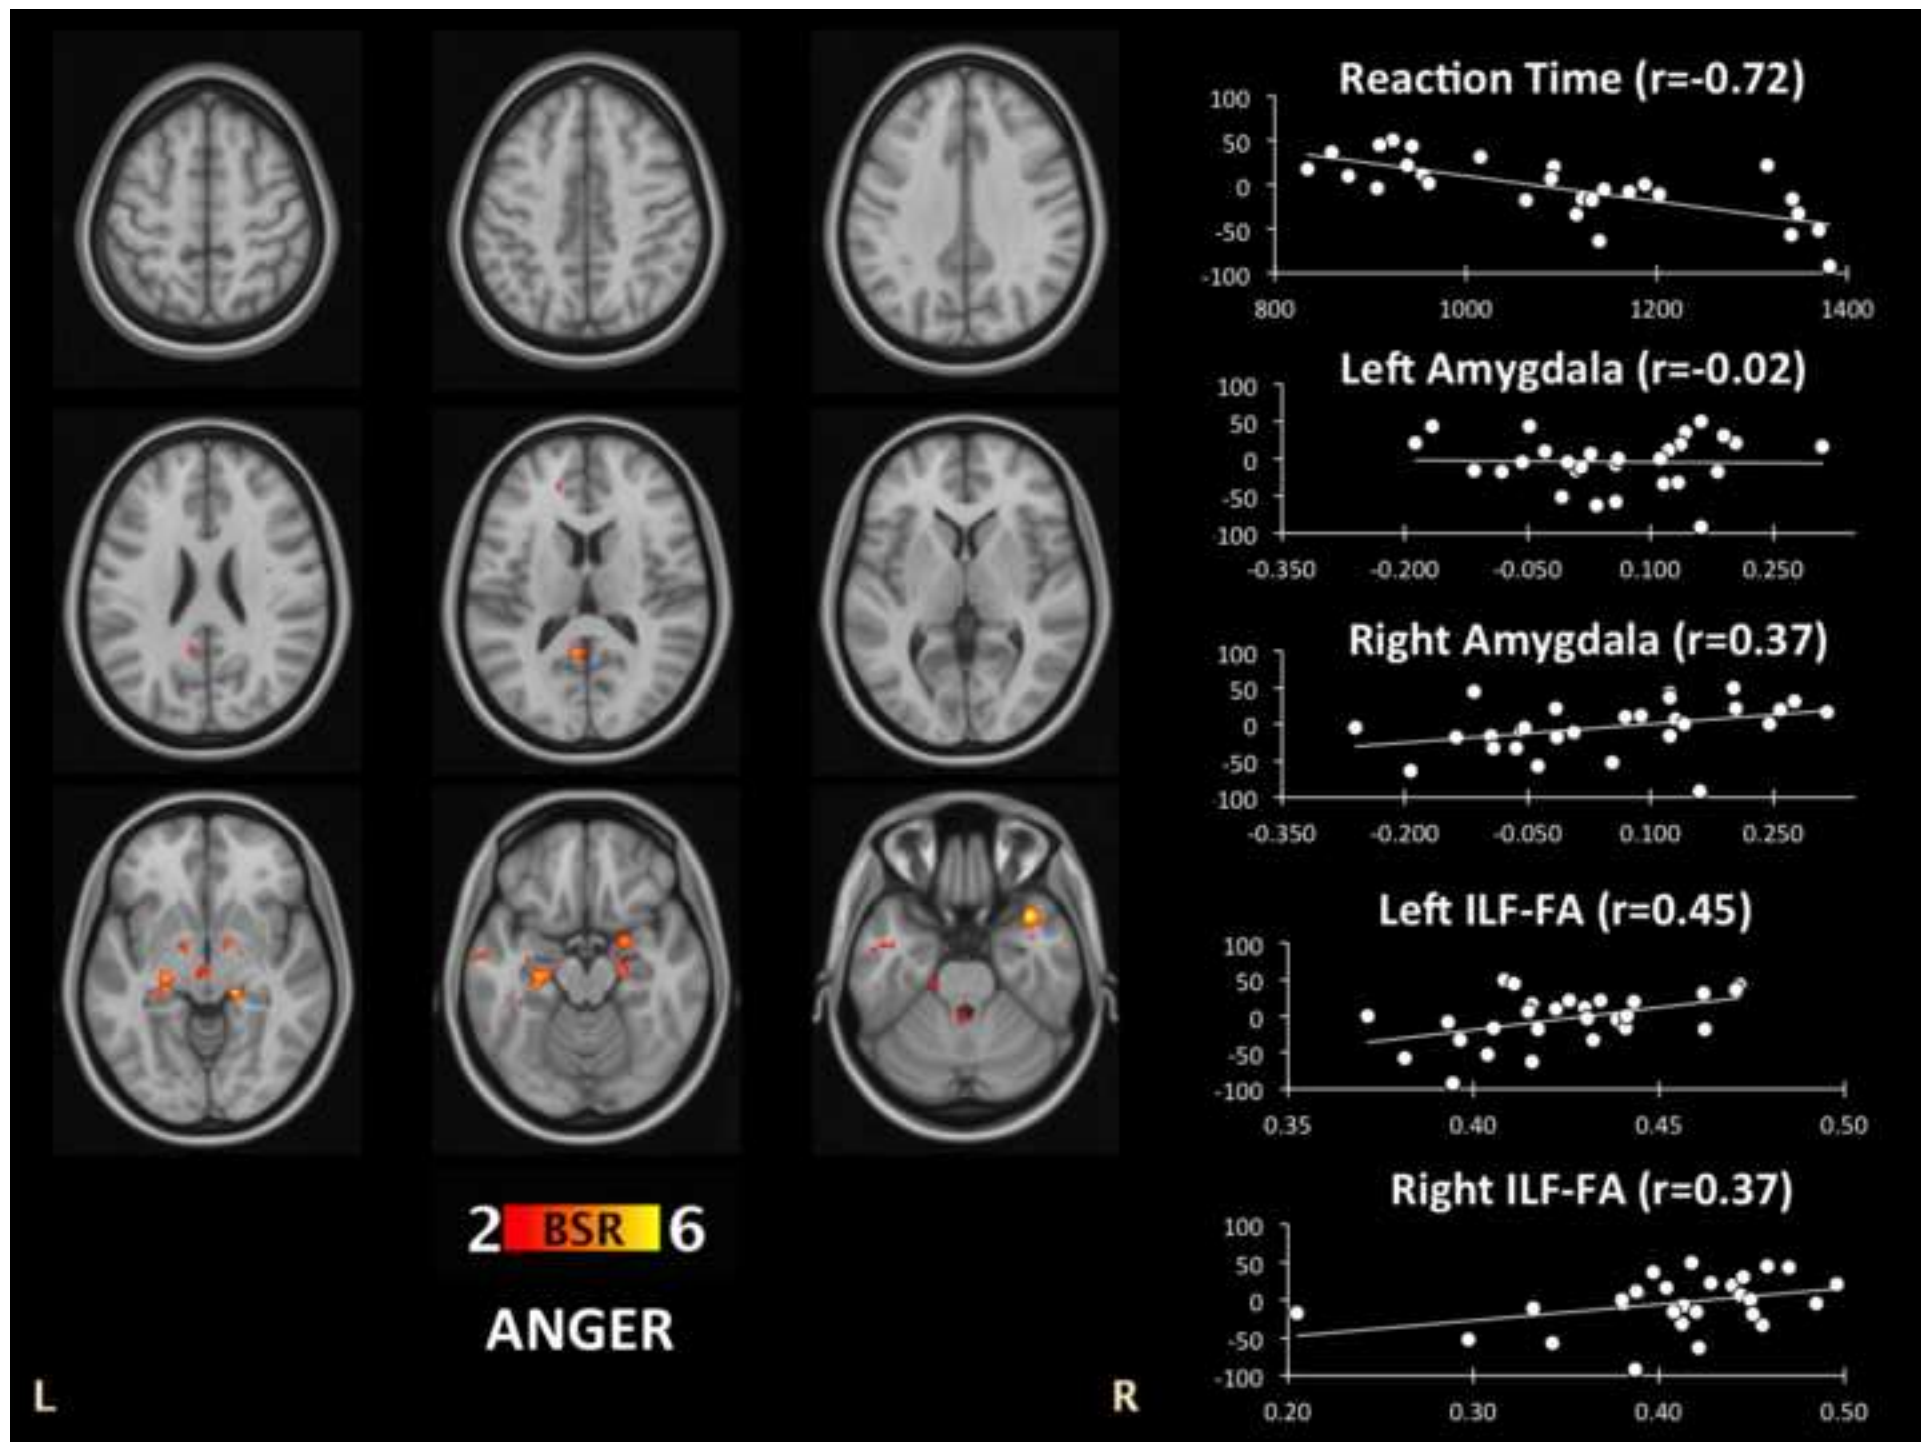 Reaction Time (r=-0.72)
100
50
0
-50
-100
800 1000 1200 1400
Left Amygdala (r=-0.02)
100
50
0
-50
100
-0.350 -0.200 -0.050 0.100 0.250
Right Amygdala (r=0.37)
100
50
0
-50
100
-0.350 -0.200 -0.050 0.100 0.250
Left ILF-FA (r=0.45)
100
50
0
-50
-100
0.35 0.40 0.45 0.50
Right ILF-FA (r=0.37)
100
50
0
-50
-100
0.20 0.30 0.40 0.50
2 BSR 6
ANGER
L R